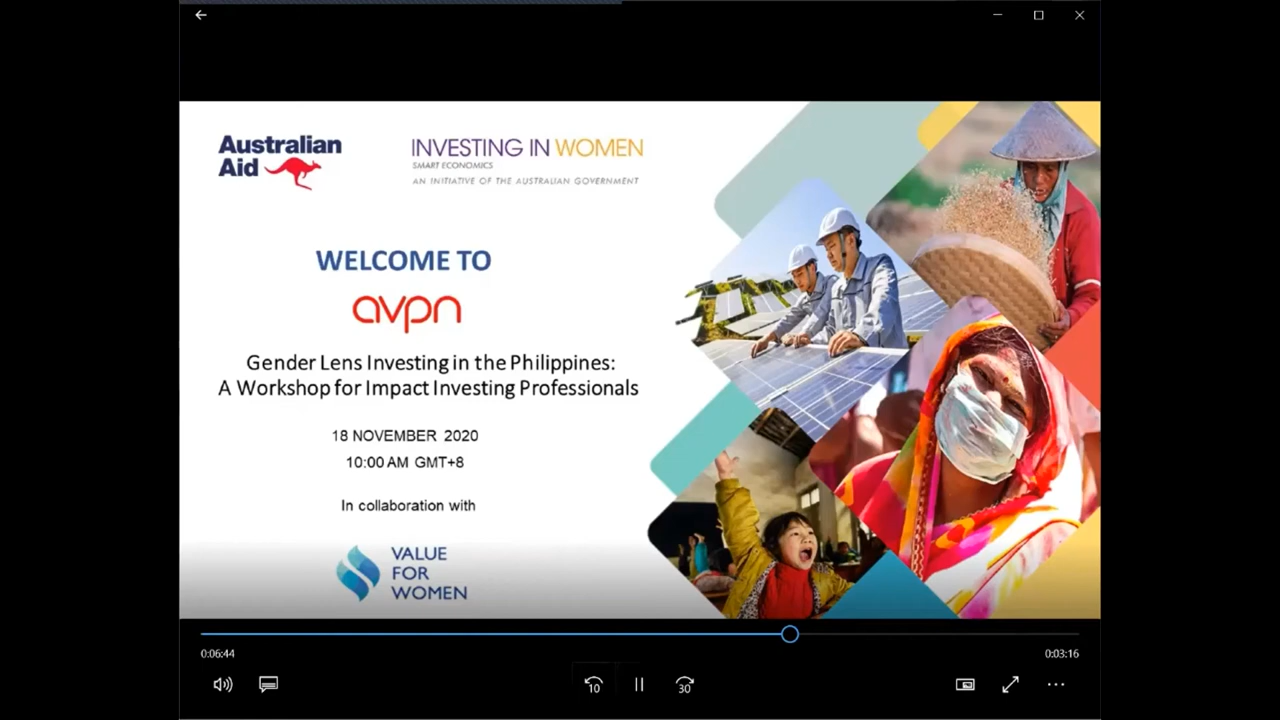 Australian
Aid
INVESTING IN WOMEN
SMART ECONOMICS
AN INITIATIVE OF THE AUSTRALIAN GOVERNMENT
WELCOME TO
avpn
Gender Lens Investing in the Philippines:
A Workshop for Impact Investing Professionals
18 NOVEMBER 2020
10:00 AM GMT+8
In collaboration with
VALUE
FOR
WOMEN
0:06:44
0:03:16
10
30